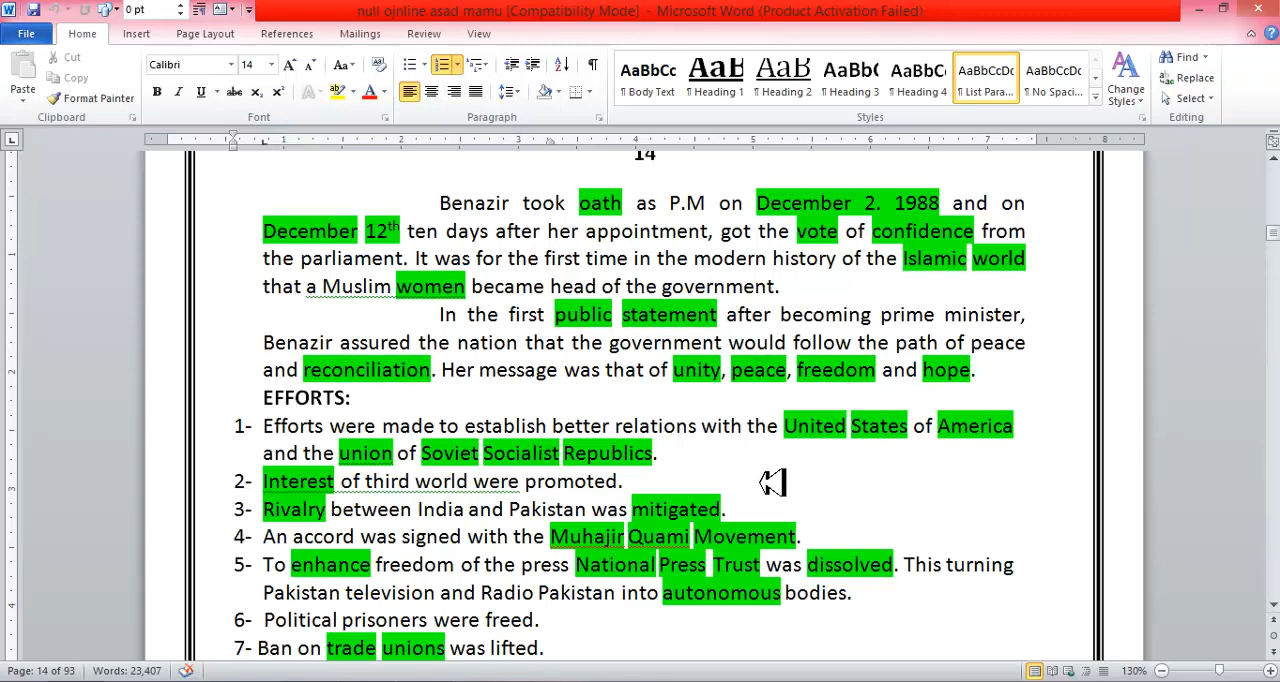 0 pt
null ojnline asad mamu [Compatibility Mode] - Microsoft Word (Product Activation Failed)
File Home Insert Page Layout References Mailings Review View
Cut
Copy
Format Painter
Paste
Clipboard
Calibri 14
Font
Paragraph
AaBbCc AaB AaB AaBb( AaBbC AaBbCcDc AaBbCcDc
Body Text Heading 1 Heading 2 Heading 3 Heading 4 List Para... No Spaci...
Styles
Change Styles
Find
Replace
Select
Editing
1 2 3 4 5 6 7 8
14
Benazir took oath as P.M on December 2. 1988 and on
December 12th ten days after her appointment, got the vote of confidence from
the parliament. It was for the first time in the modern history of the Islamic world
that a Muslim women became head of the government.
In the first public statement after becoming prime minister,
Benazir assured the nation that the government would follow the path of peace
and reconciliation. Her message was that of unity, peace, freedom and hope.
EFFORTS:
1- Efforts were made to establish better relations with the United States of America
and the union of Soviet Socialist Republics.
2- Interest of third world were promoted.
3- Rivalry between India and Pakistan was mitigated.
4- An accord was signed with the Muhajir Quami Movement.
5- To enhance freedom of the press National Press Trust was dissolved. This turning
Pakistan television and Radio Pakistan into autonomous bodies.
6- Political prisoners were freed.
7- Ban on trade unions was lifted.
Page: 14 of 93 Words: 23,407 130%